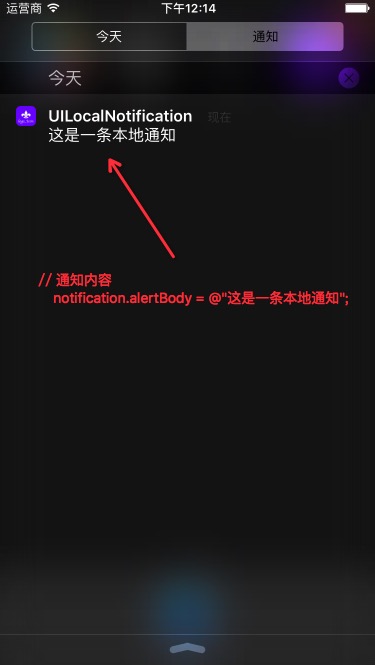 运营商 下午12:14
今天 通知
今天
UILocalNotification 现在
这是一条本地通知
// 通知内容
notification.alertBody = @"这是一条本地通知";